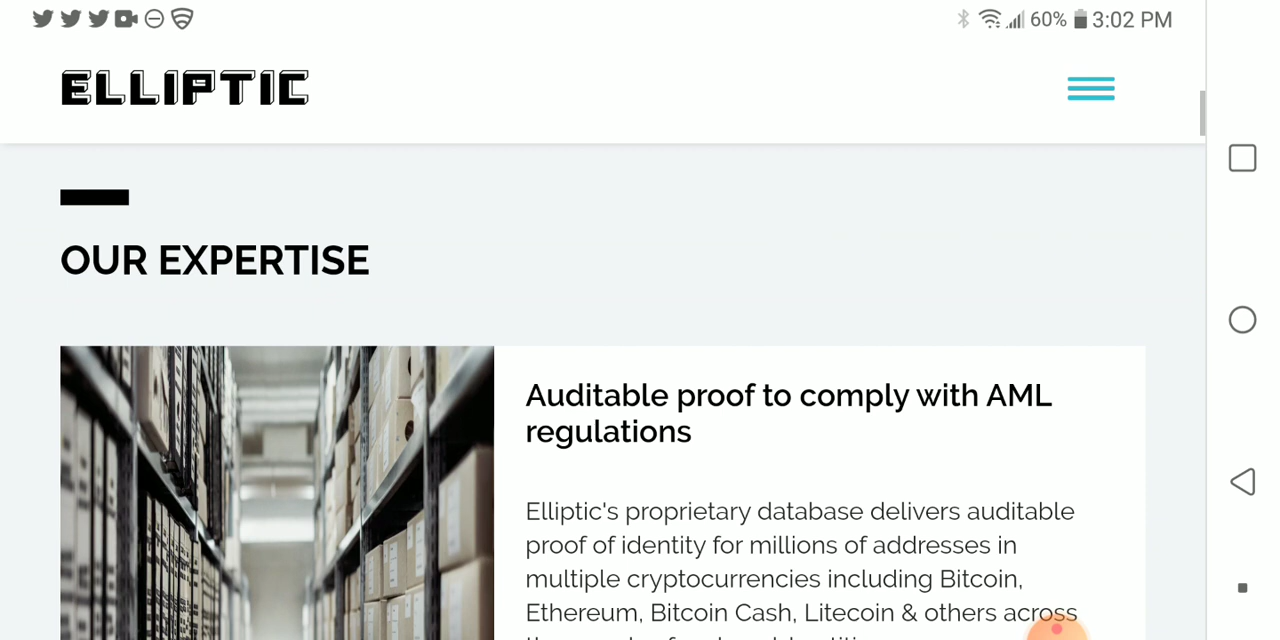 60% 3:02 PM
ELLIPTIC
OUR EXPERTISE
Auditable proof to comply with AML
regulations
Elliptic's proprietary database delivers auditable
proof of identity for millions of addresses in
multiple cryptocurrencies including Bitcoin,
Ethereum, Bitcoin Cash, Litecoin & others across